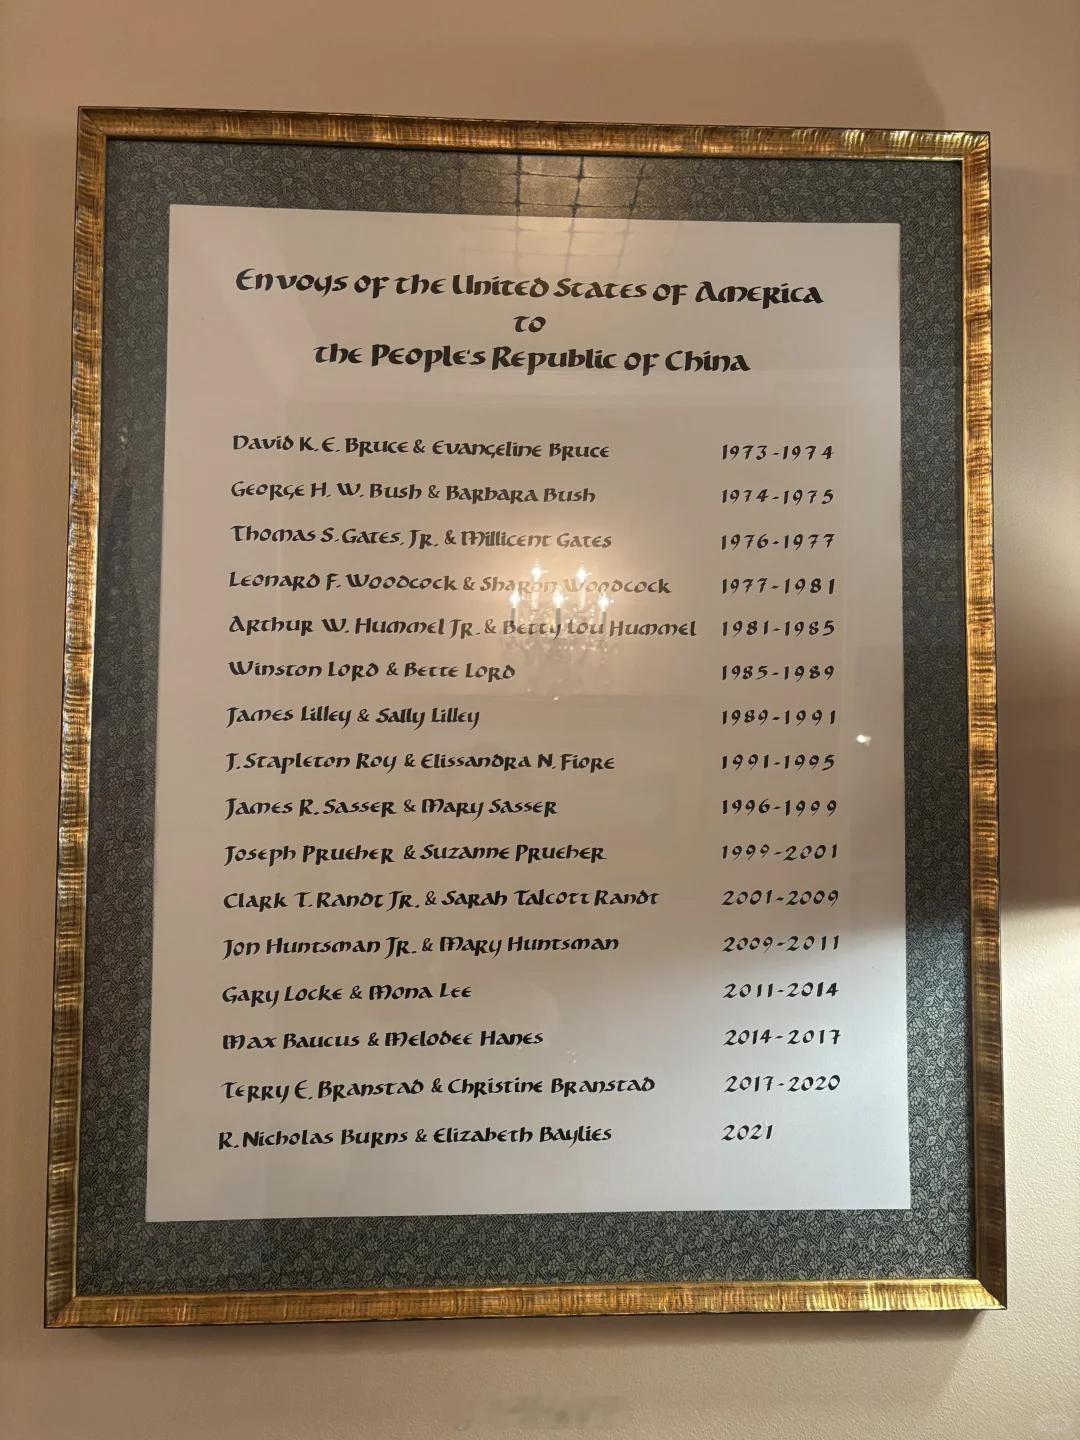 Envoys of the United States of America
to
the People's Republic of China
David K. E. Bruce & Evangeline Bruce 1973-1974
George H. W. Bush & Barbara Bush 1974-1975
Thomas S. Gates, Jr. & Millicent Gates 1976-1977
Leonard F. Woodcock & Sharon Woodcock 1977-1981
Arthur W. Hummel Jr. & Betty Lou Hummel 1981-1985
Winston Lord & Bette Lord 1985-1989
James Lilley & Sally Lilley 1989-1991
J. Stapleton Roy & Elissandra N. Fiore 1991-1995
James R. Sasser & Mary Sasser 1996-1999
Joseph Prueher & Suzanne Prueher 1999-2001
Clark T. Randt Jr. & Sarah Talcott Randt 2001-2009
Jon Huntsman Jr. & Mary Huntsman 2009-2011
Gary Locke & Mona Lee 2011-2014
Max Baucus & Melodee Hanes 2014-2017
Terry E. Branstad & Christine Branstad 2017-2020
R. Nicholas Burns & Elizabeth Baylies 2021